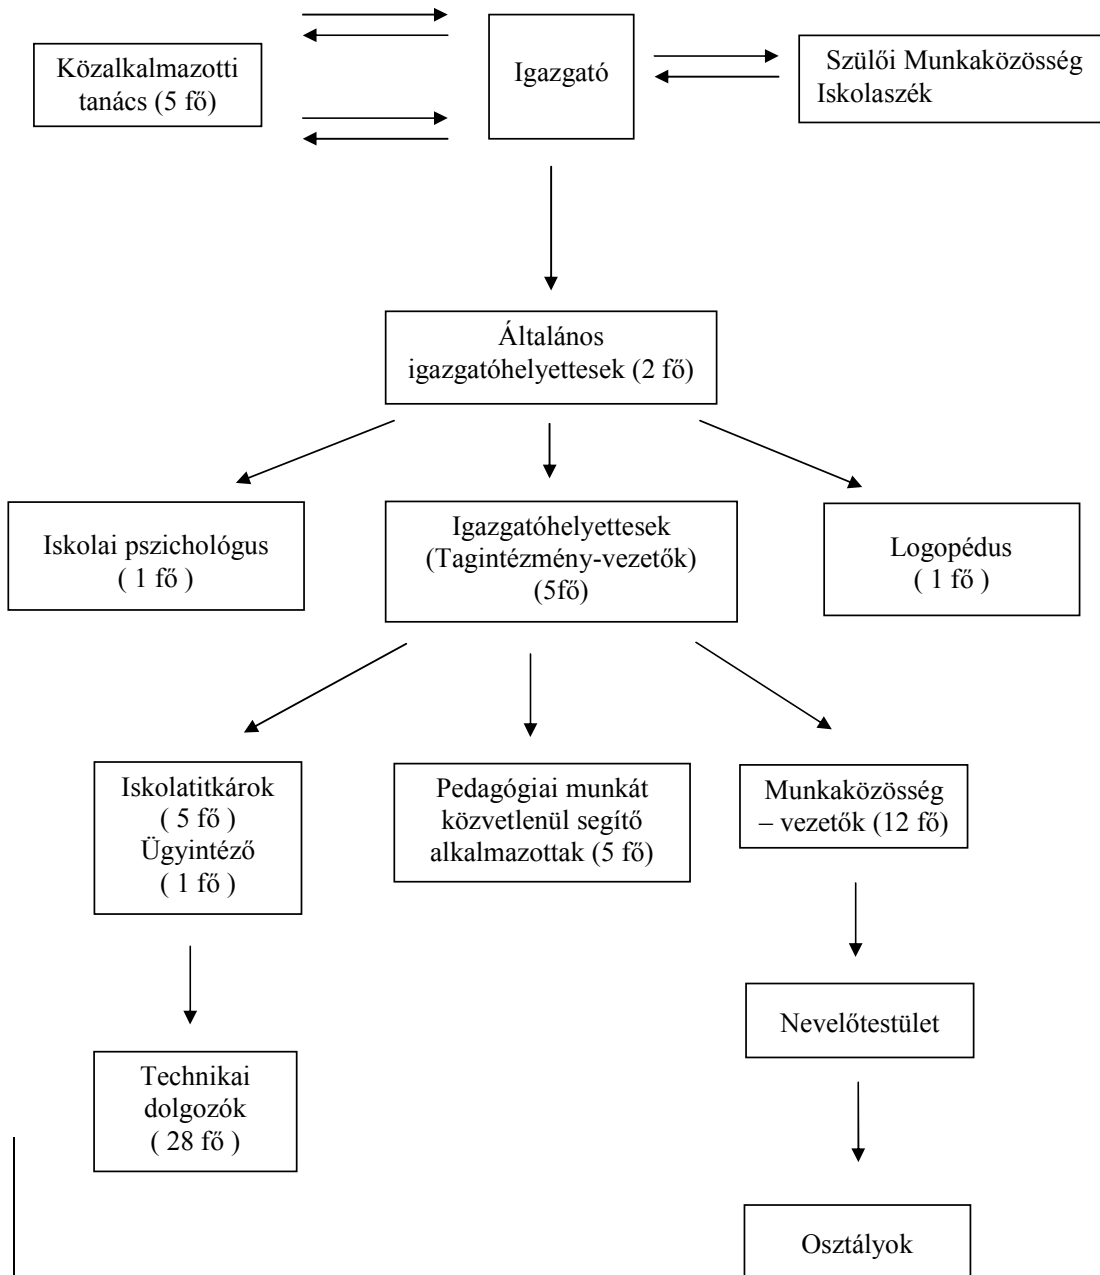 Közalkalmazotti
tanács (5 fő)
Igazgató
Szülői Munkaközösség
Iskolaszék
Általános
igazgatóhelyettesek (2 fő)
Iskolai pszichológus
( 1 fő )
Igazgatóhelyettesek
(Tagintézmény-vezetők)
(5fő)
Logopédus
( 1 fő )
Iskolatitkárok
( 5 fő )
Ügyintéző
( 1 fő )
Pedagógiai munkát
közvetlenül segítő
alkalmazottak (5 fő)
Munkaközösség
– vezetők (12 fő)
Nevelőtestület
Technikai
dolgozók
( 28 fő )
Osztályok